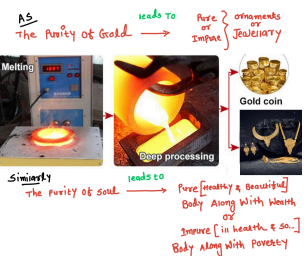 AS
The Purity of Gold leads To Pure or Impure ornaments or Jewellary
Melting
Deep processing
Gold coin
Similarly
The Purity of Soul leads to Pure [Healthy & Beautiful]
Body Along With Wealth
or
Impure [ill health & so...]
Body Along With Poverty